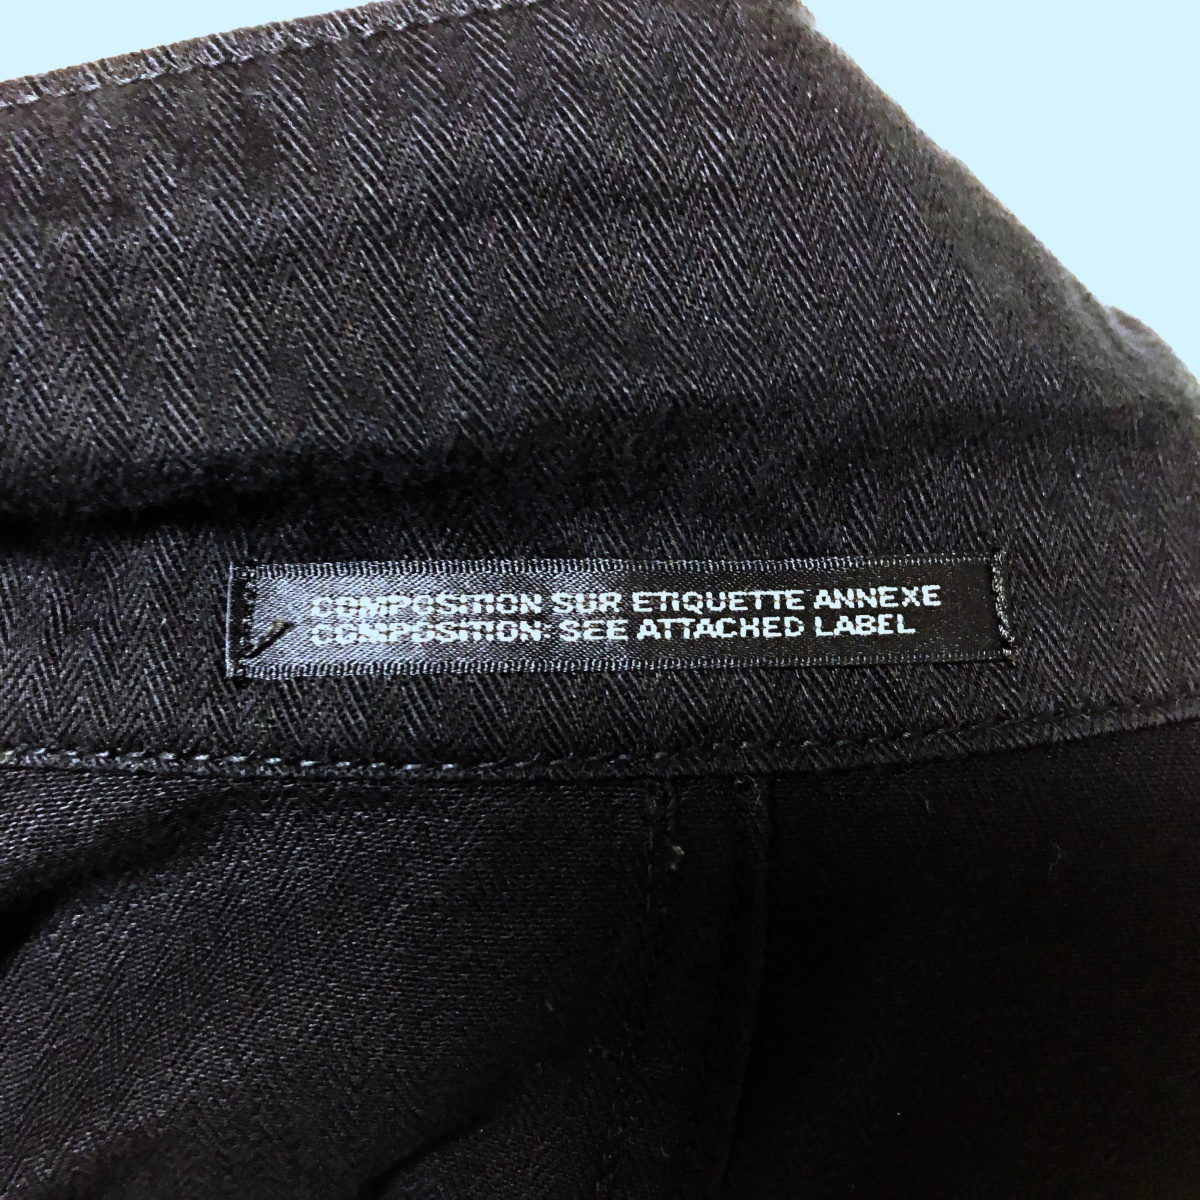 COMPOSITION SUR ETIQUETTE ANNEXE
COMPOSITION: SEE ATTACHED LABEL